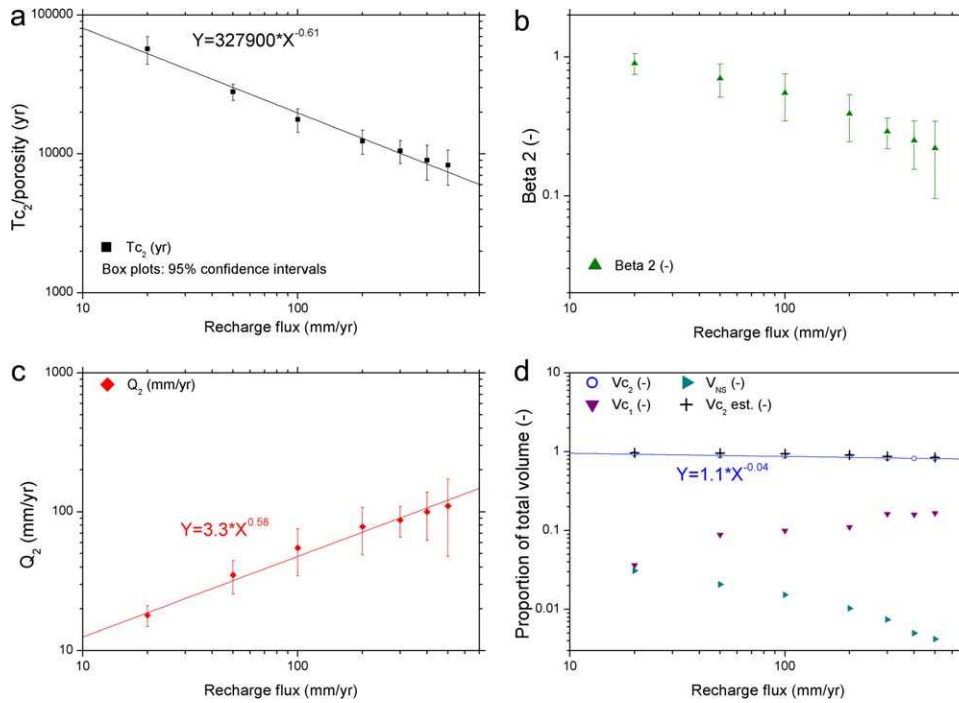 a
100000
10000
1000
10
100
Y=327900*X^-0.61
Tc₂/porosity (yr)
Tc₂ (yr)
Box plots: 95% confidence intervals
Recharge flux (mm/yr)
b
1
0.1
10
100
Beta 2 (-)
Beta 2 (-)
Recharge flux (mm/yr)
c
1000
100
10
10
100
Q₂ (mm/yr)
Q₂ (mm/yr)
Y=3.3*X^0.58
Recharge flux (mm/yr)
d
10
1
0.1
0.01
10
100
Proportion of total volume (-)
Vc₂ (-)
V_NS (-)
Vc₁ (-)
Vc₂ est. (-)
Y=1.1*X^-0.04
Recharge flux (mm/yr)